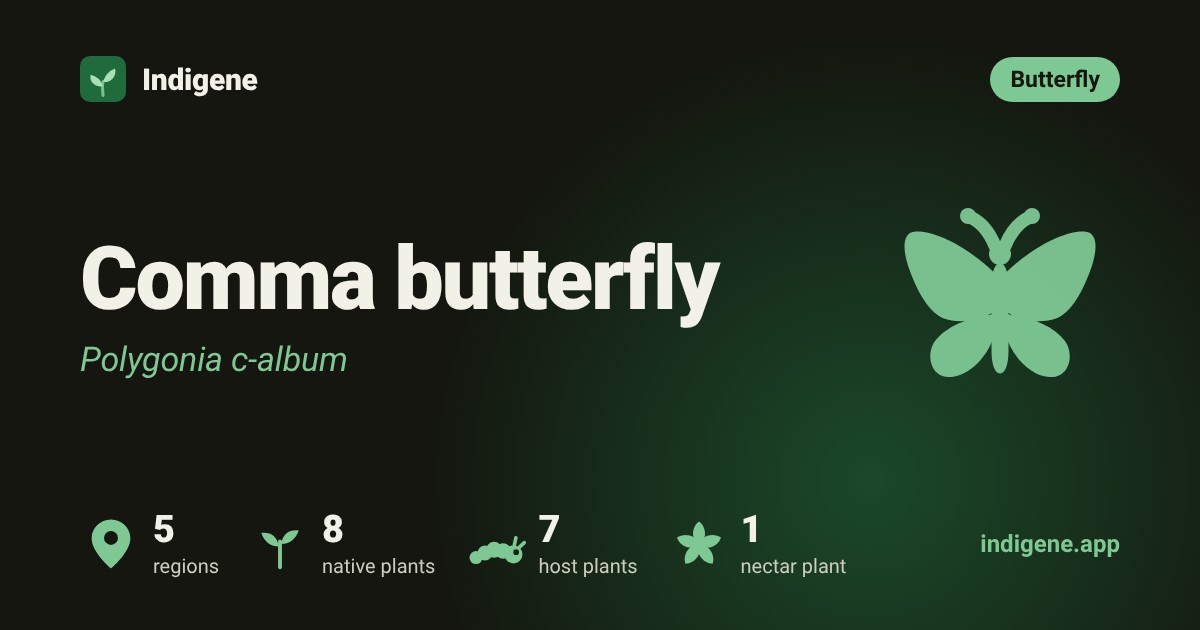 Indigene
Butterfly
Comma butterfly
Polygonia c-album
5
regions
8
native plants
7
host plants
1
nectar plant
indigene.app